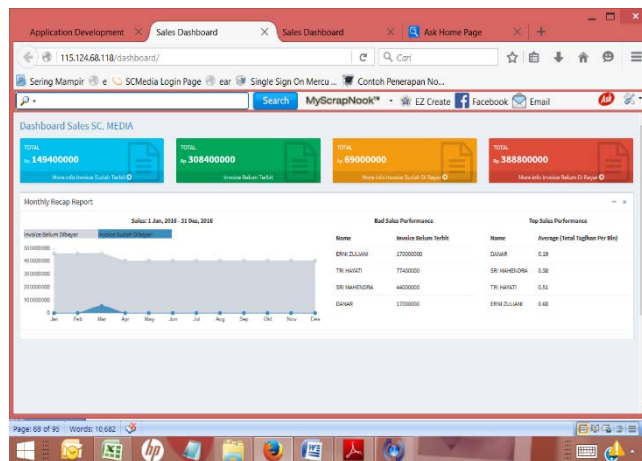 Application Development
Sales Dashboard
Sales Dashboard
Ask Home Page
115.124.68.118/dashboard/
Cari
Sering Mampir
e
SCMedia Login Page
ear
Single Sign On Mercu ...
Contoh Penerapan No...
Search
MyScrapNook™
EZ Create
Facebook
Email
Ask
Dashboard Sales SC. MEDIA
TOTAL
Rp. 149400000
More info Invoice Sudah Terbit
TOTAL
Rp. 308400000
Invoice Belum Terbit
TOTAL
Rp. 69000000
More info Invoice Sudah Di Bayar
TOTAL
Rp. 388800000
More info Invoice Belum Di Bayar
Monthly Recap Report
Sales: 1 Jan, 2016 - 31 Des, 2016
Invoice Belum Dibayar
Invoice Sudah Dibayar
500000000
400000000
300000000
200000000
100000000
0
Jan Feb Mar Apr May Jun Jul Aug Sep Okt Nov Des
Bad Sales Performance
Name Invoice Belum Terbit
ERNI ZULIANI 170000000
TRI HAYATI 77400000
SRI MAHENDRA 44000000
DANAR 17000000
Top Sales Performance
Name Average (Total Tagihan Per Bln)
DANAR 0.19
SRI MAHENDRA 0.38
TRI HAYATI 0.51
ERNI ZULIANI 0.68
Page: 88 of 95 Words: 10,682